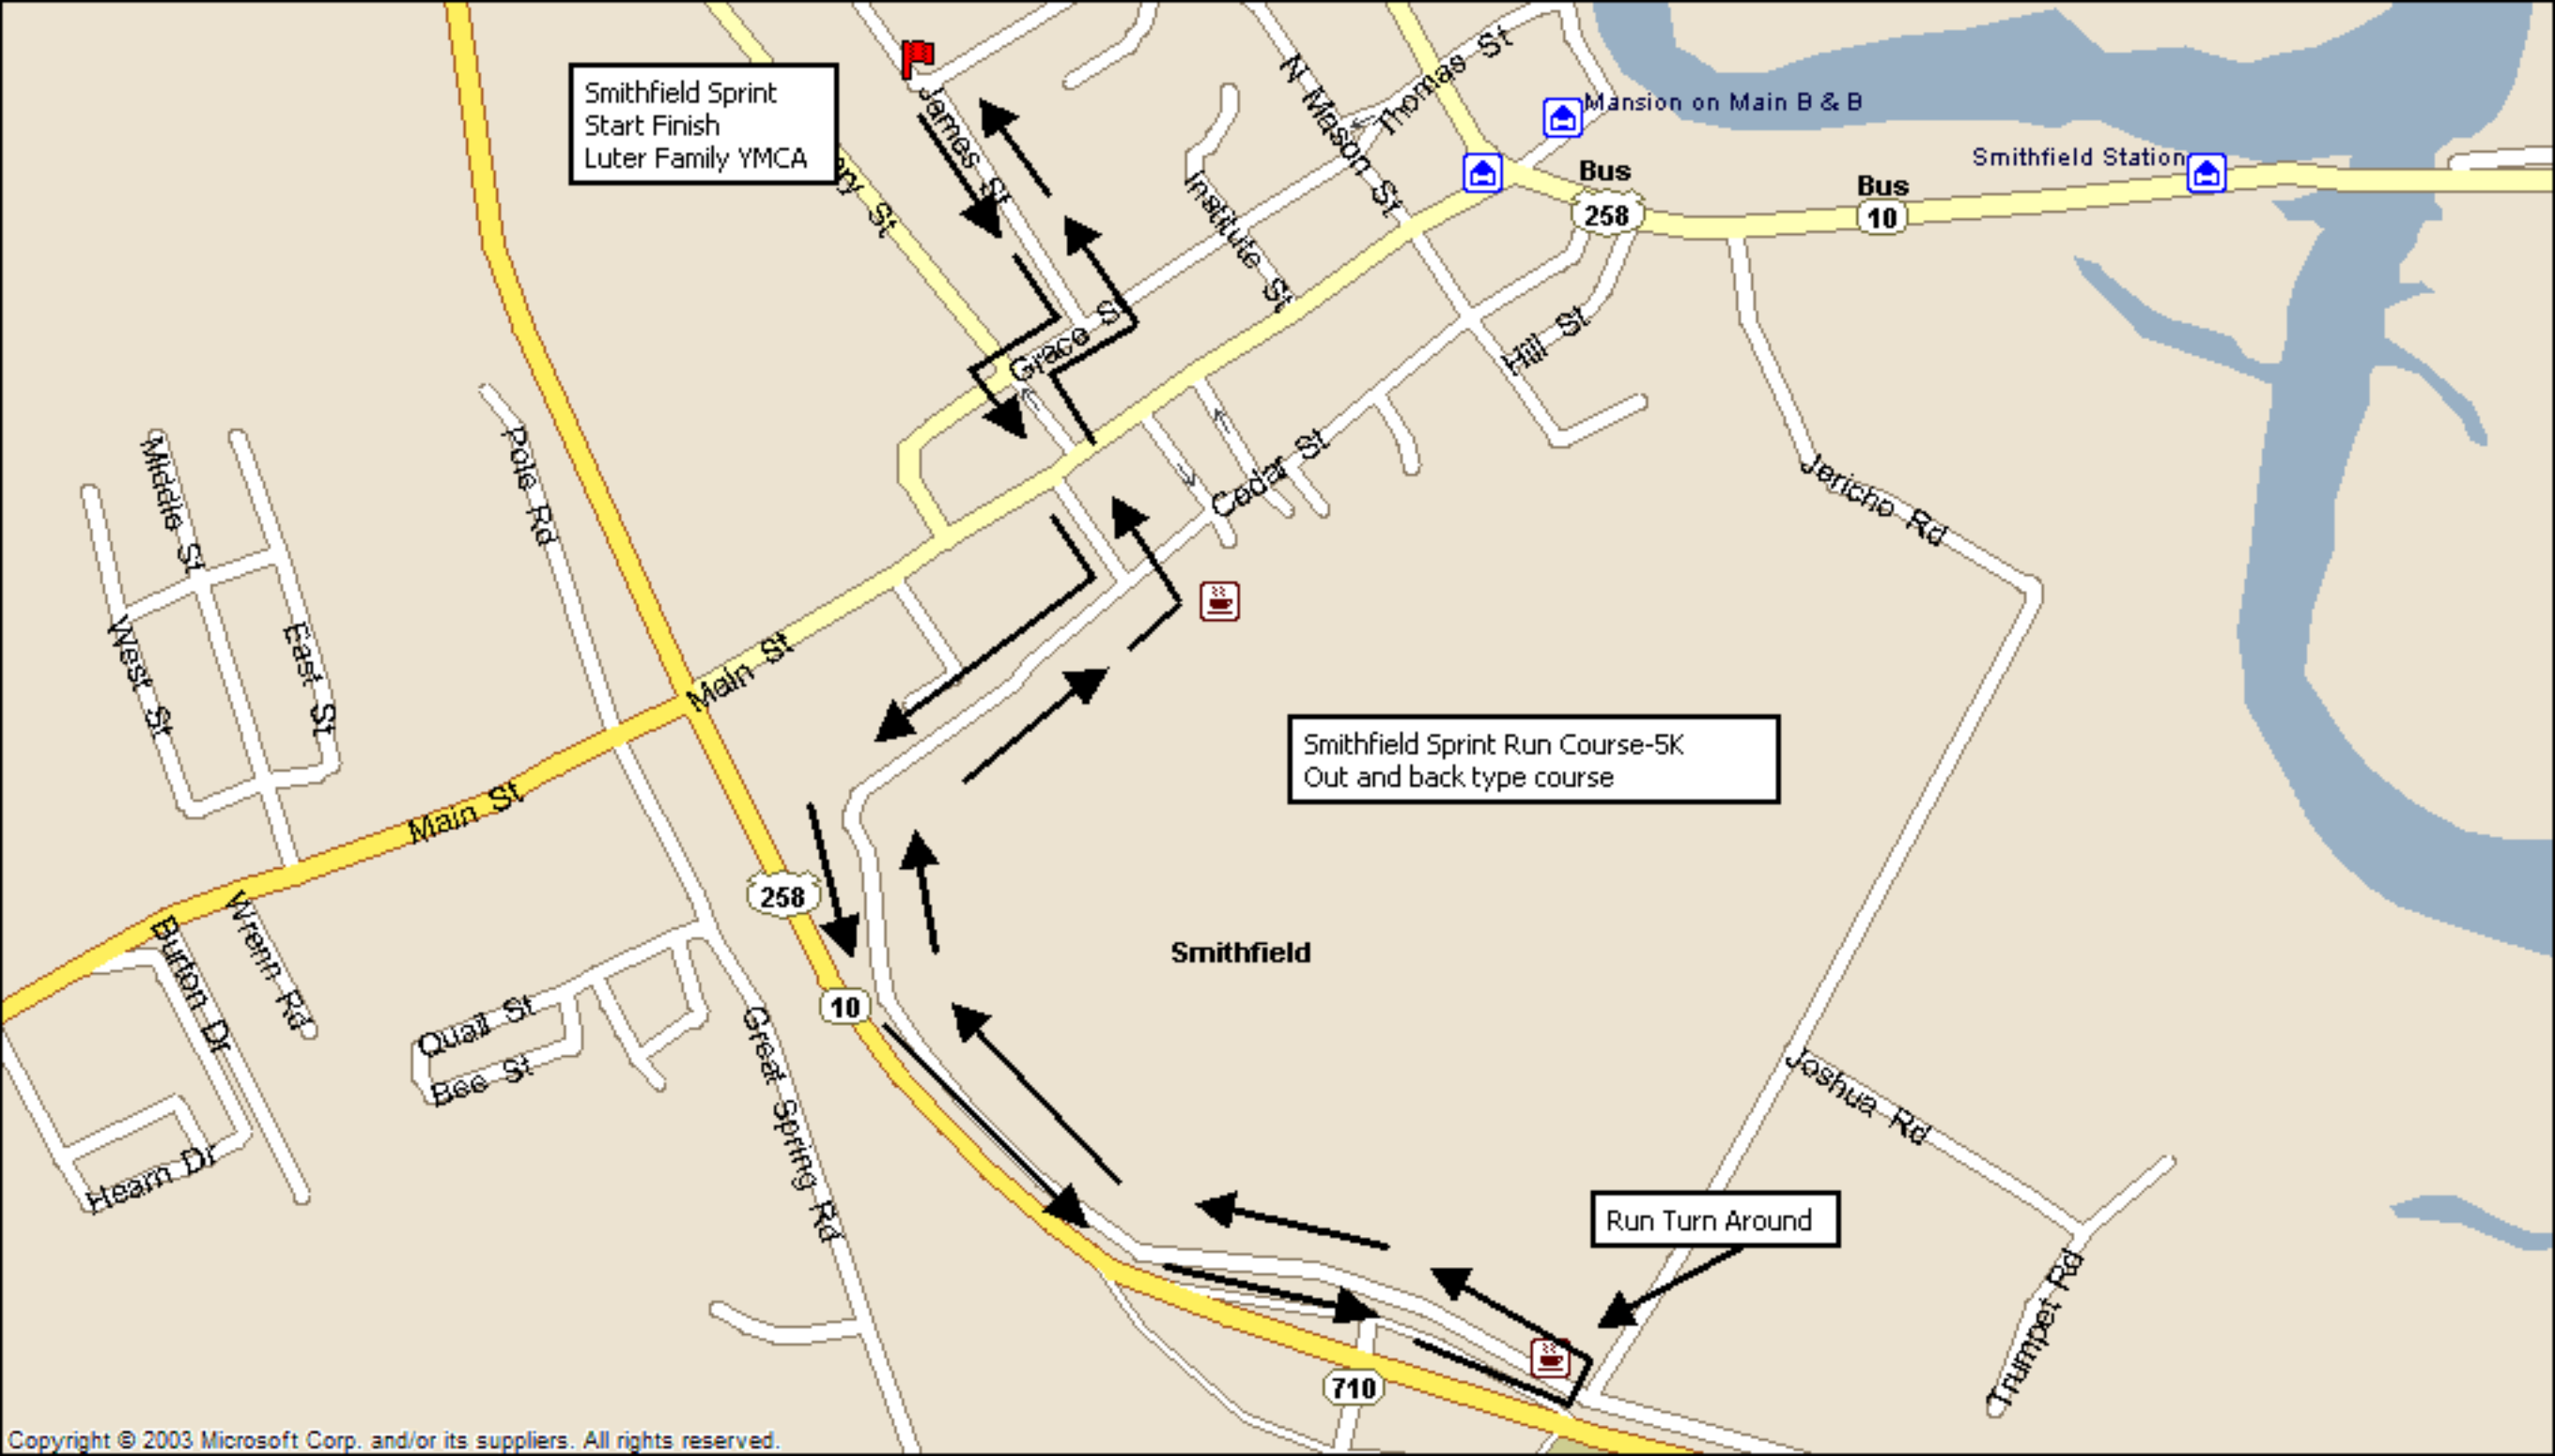 Smithfield Sprint
Start Finish
Luter Family YMCA
James St
ery St
N Mason St
Thomas St
Mansion on Main B & B
Smithfield Station
Bus
258
Bus
10
Institute St
Grace S
Hill St
Cedar St
Jericho Rd
Pole Rd
Middle St
West St
East St
Main St
Main St
Smithfield Sprint Run Course-5K
Out and back type course
258
10
Smithfield
Wrenn Rd
Burton Dr
Quail St
Bee St
Hearn Dr
Great Spring Rd
Joshua Rd
Trumpet Rd
Run Turn Around
710
Copyright © 2003 Microsoft Corp. and/or its suppliers. All rights reserved.